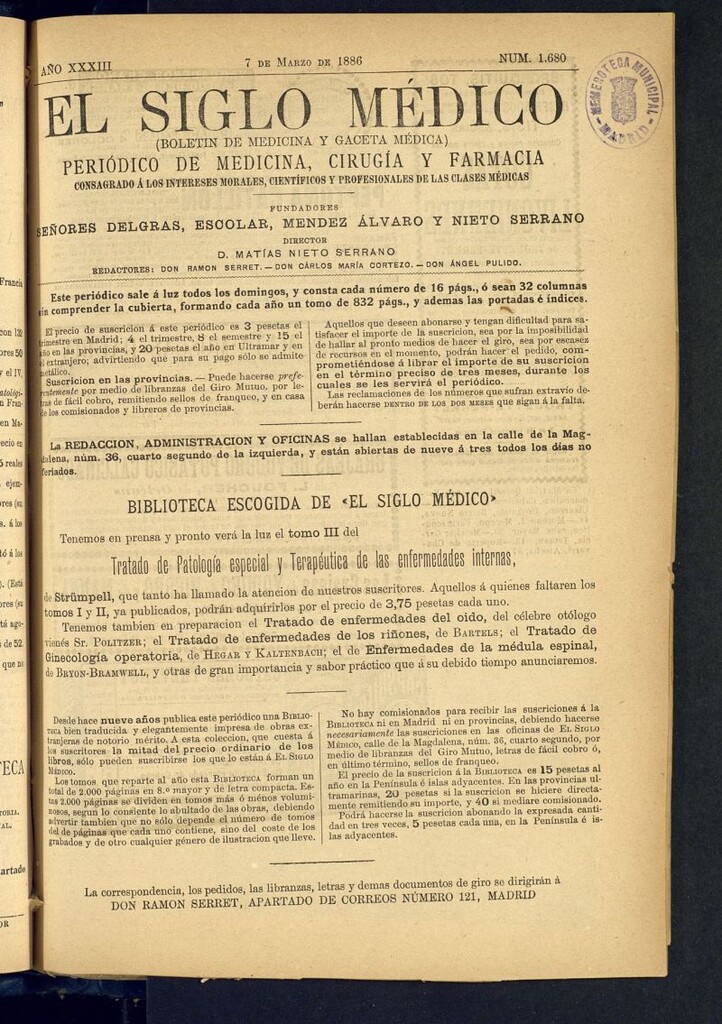 AÑO XXXIII 7 DE MARZO DE 1886 NUM. 1.680
HEMEROTECA MUNICIPAL
MADRID
EL SIGLO MÉDICO
(BOLETIN DE MEDICINA Y GACETA MÉDICA)
PERIÓDICO DE MEDICINA, CIRUGÍA Y FARMACIA
CONSAGRADO Á LOS INTERESES MORALES, CIENTÍFICOS Y PROFESIONALES DE LAS CLASES MÉDICAS
FUNDADORES
SEÑORES DELGRAS, ESCOLAR, MENDEZ ÁLVARO Y NIETO SERRANO
DIRECTOR
D. MATÍAS NIETO SERRANO
REDACTORES: DON RAMON SERRET.—DON CÁRLOS MARÍA CORTEZO.—DON ÁNGEL PULIDO.
Este periódico sale á luz todos los domingos, y consta cada número de 16 págs., ó sean 32 columnas
sin comprender la cubierta, formando cada año un tomo de 832 págs., y ademas las portadas é índices.
El precio de suscricion á este periódico es 3 pesetas el
trimestre en Madrid; 4 el trimestre, 8 el semestre y 15 el
año en las provincias, y 20 pesetas el año en Ultramar y en
el extranjero; advirtiendo que para su pago sólo se admite
metálico.
Suscricion en las provincias.—Puede hacerse prefe-
rentemente por medio de libranzas del Giro Mutuo, por le-
tras de fácil cobro, remitiendo sellos de franqueo, y en casa
de los comisionados y libreros de provincias.
Aquellos que deseen abonarse y tengan dificultad para sa-
tisfacer el importe de la suscricion, sea por la imposibilidad
de hallar al pronto medios de hacer el giro, sea por escasez
de recursos en el momento, podrán hacer el pedido, com-
prometiéndose á librar el importe de su suscricion
en el término preciso de tres meses, durante los
cuales se les servirá el periódico.
Las reclamaciones de los números que sufran extravío de-
berán hacerse DENTRO DE LOS DOS MESES que sigan á la falta.
La REDACCION, ADMINISTRACION Y OFICINAS se hallan establecidas en la calle de la Mag-
dalena, núm. 36, cuarto segundo de la izquierda, y están abiertas de nueve á tres todos los dias no
feriados.
BIBLIOTECA ESCOGIDA DE «EL SIGLO MÉDICO»
Tenemos en prensa y pronto verá la luz el tomo III del
Tratado de Patología especial y Terapéutica de las enfermedades internas,
de Strümpell, que tanto ha llamado la atencion de nuestros suscritores. Aquellos á quienes faltaren los
tomos I y II, ya publicados, podrán adquirirlos por el precio de 3,75 pesetas cada uno.
Tenemos tambien en preparacion el Tratado de enfermedades del oido, del célebre otólogo
vienés Sr. POLITZER; el Tratado de enfermedades de los riñones, de BARTELS; el Tratado de
Ginecología operatoria, de HEGAR Y KALTENBACH; el de Enfermedades de la médula espinal,
de BRYON-BRAMWELL, y otras de gran importancia y sabor práctico que á su debido tiempo anunciaremos.
Desde hace nueve años publica este periódico una BIBLIO-
TECA bien traducida y elegantemente impresa de obras ex-
tranjeras de notorio mérito. A esta coleccion, que cuesta á
los suscritores la mitad del precio ordinario de los
libros, sólo pueden suscribirse los que lo están á EL SIGLO
MÉDICO.
Los tomos que reparte al año esta BIBLIOTECA forman un
total de 2.000 páginas en 8.º mayor y de letra compacta. Es-
tas 2.000 páginas se dividen en tomos más ó ménos volumi-
nosos, segun lo consiente lo abultado de las obras, debiendo
advertir tambien que no sólo depende el número de tomos
del de páginas que cada uno contiene, sino del coste de los
grabados y de otro cualquier género de ilustracion que lleve.
No hay comisionados para recibir las suscriciones á la
BIBLIOTECA ni en Madrid ni en provincias, debiendo hacerse
necesariamente las suscriciones en las oficinas de EL SIGLO
MÉDICO, calle de la Magdalena, núm. 36, cuarto segundo, por
medio de libranzas del Giro Mutuo, letras de fácil cobro ó,
en último término, sellos de franqueo.
El precio de la suscricion á la BIBLIOTECA es 15 pesetas al
año en la Península é islas adyacentes. En las provincias ul-
tramarinas, 20 pesetas si la suscricion se hiciere directa-
mente remitiendo su importe, y 40 si mediare comisionado.
Podrá hacerse la suscricion abonando la expresada canti-
dad en tres veces, 5 pesetas cada una, en la Península é is-
las adyacentes.
La correspondencia, los pedidos, las libranzas, letras y demas documentos de giro se dirigirán á
DON RAMON SERRET, APARTADO DE CORREOS NÚMERO 121, MADRID